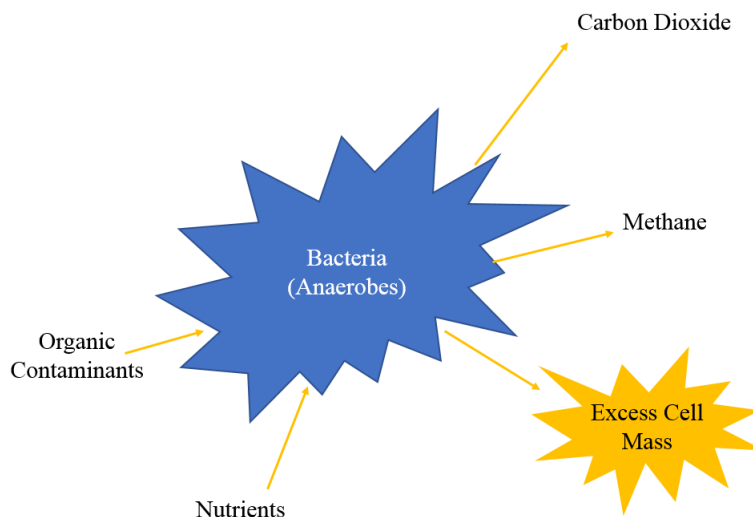 Carbon Dioxide
Methane
Bacteria
(Anaerobes)
Organic
Contaminants
Excess Cell
Mass
Nutrients